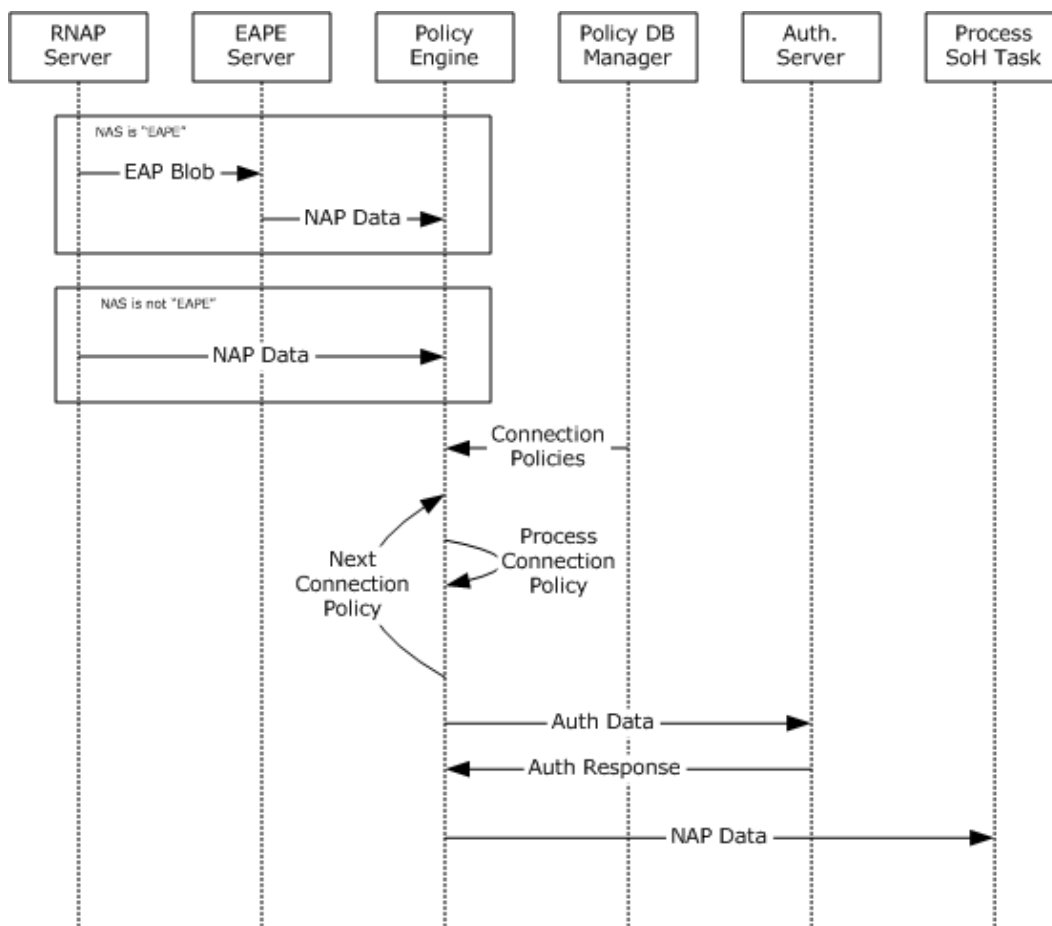 RNAP
Server
EAPE
Server
Policy
Engine
Policy DB
Manager
Auth.
Server
Process
SoH Task
NAS is "EAPE"
EAP Blob
NAP Data
NAS is not "EAPE"
NAP Data
Connection
Policies
Process
Connection
Policy
Next
Connection
Policy
Auth Data
Auth Response
NAP Data